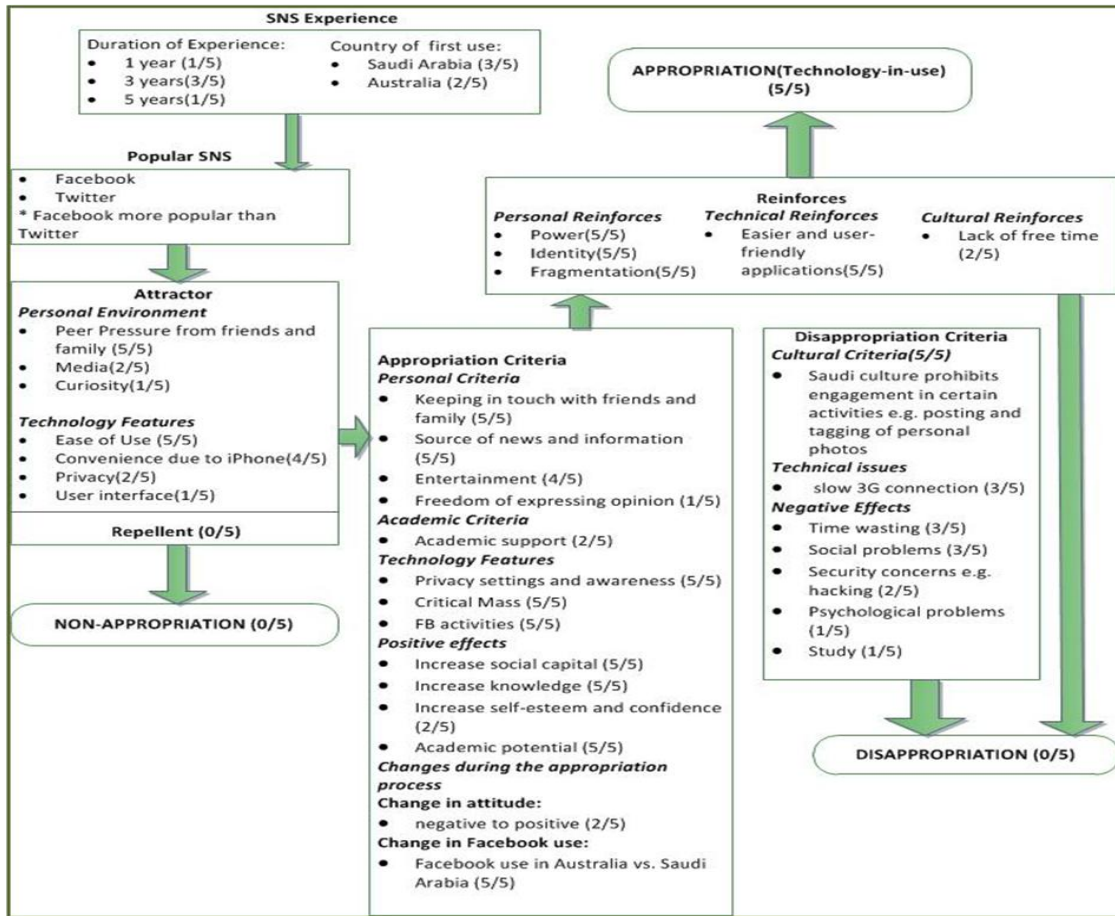 SNS Experience
Duration of Experience:
• 1 year (1/5)
• 3 years(3/5)
• 5 years(1/5)
Country of first use:
• Saudi Arabia (3/5)
• Australia (2/5)
Popular SNS
• Facebook
• Twitter
* Facebook more popular than
Twitter
Attractor
Personal Environment
• Peer Pressure from friends and
family (5/5)
• Media(2/5)
• Curiosity(1/5)
Technology Features
• Ease of Use (5/5)
• Convenience due to iPhone(4/5)
• Privacy(2/5)
• User interface(1/5)
Repellent (0/5)
NON-APPROPRIATION (0/5)
Appropriation Criteria
Personal Criteria
• Keeping in touch with friends and
family (5/5)
• Source of news and information
(5/5)
• Entertainment (4/5)
• Freedom of expressing opinion (1/5)
Academic Criteria
• Academic support (2/5)
Technology Features
• Privacy settings and awareness (5/5)
• Critical Mass (5/5)
• FB activities (5/5)
Positive effects
• Increase social capital (5/5)
• Increase knowledge (5/5)
• Increase self-esteem and confidence
(2/5)
• Academic potential (5/5)
Changes during the appropriation
process
Change in attitude:
• negative to positive (2/5)
Change in Facebook use:
• Facebook use in Australia vs. Saudi
Arabia (5/5)
APPROPRIATION(Technology-in-use)
(5/5)
Reinforces
Personal Reinforces
• Power(5/5)
• Identity(5/5)
• Fragmentation(5/5)
Technical Reinforces
• Easier and user-
friendly
applications(5/5)
Cultural Reinforces
• Lack of free time
(2/5)
Disappropriation Criteria
Cultural Criteria(5/5)
• Saudi culture prohibits
engagement in certain
activities e.g. posting and
tagging of personal
photos
Technical issues
• slow 3G connection (3/5)
Negative Effects
• Time wasting (3/5)
• Social problems (3/5)
• Security concerns e.g.
hacking (2/5)
• Psychological problems
(1/5)
• Study (1/5)
DISAPPROPRIATION (0/5)